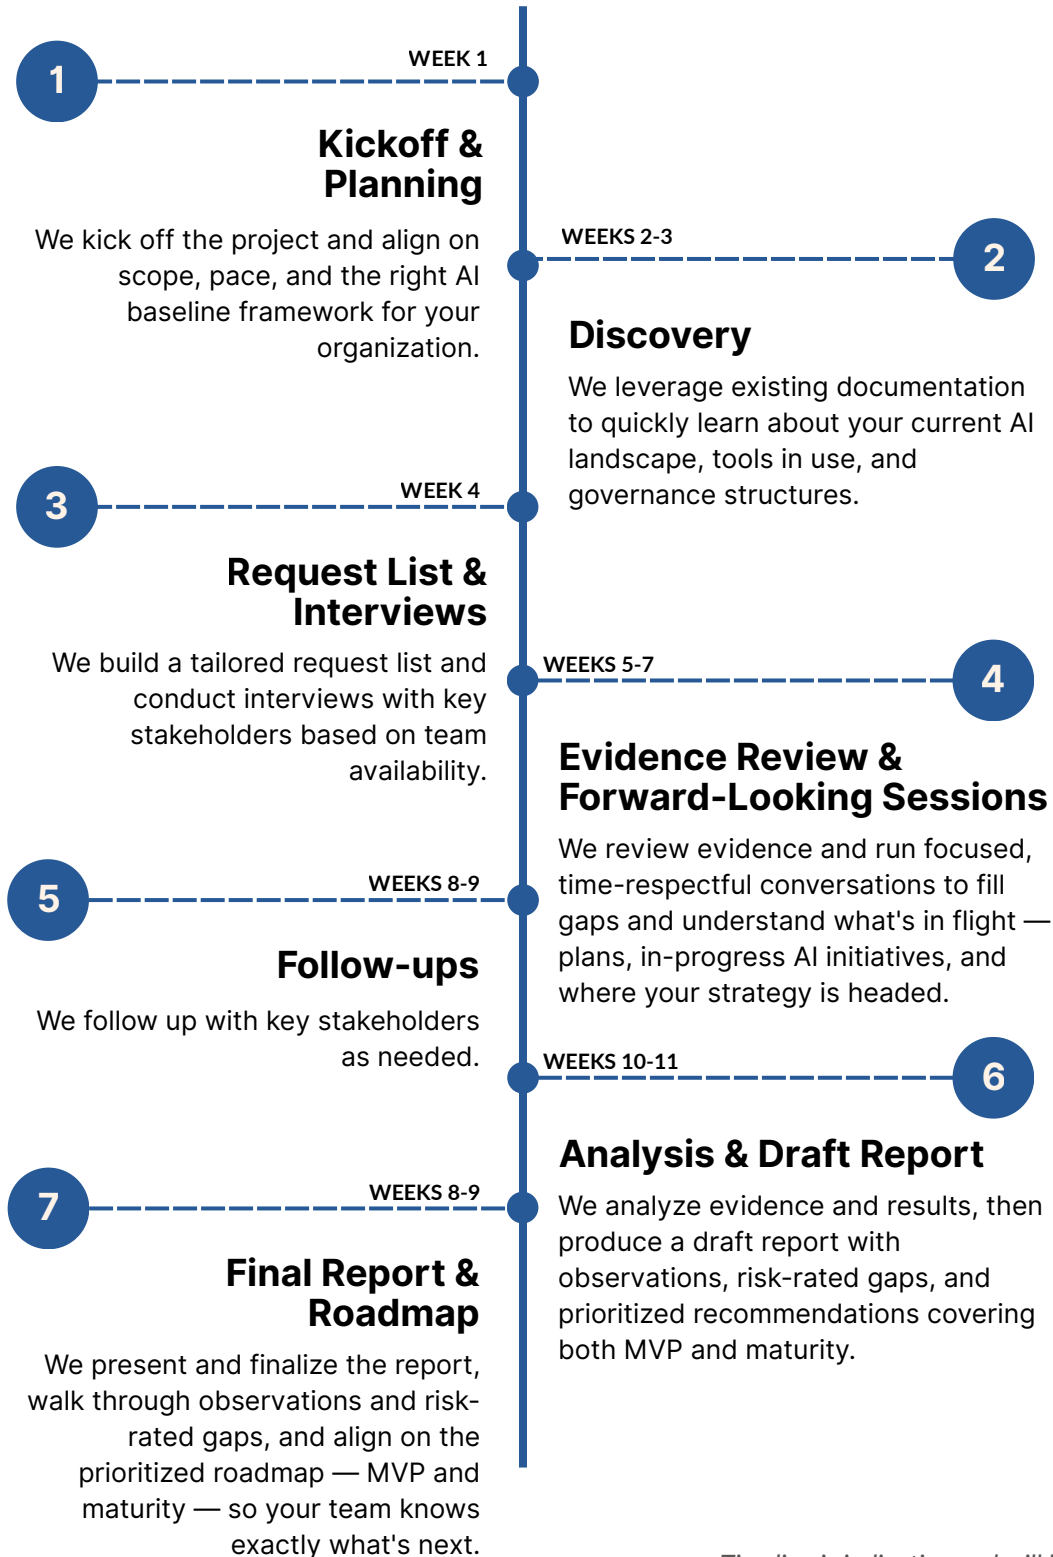 1
WEEK 1
Kickoff &
Planning
We kick off the project and align on
scope, pace, and the right AI
baseline framework for your
organization.
WEEKS 2-3
2
Discovery
We leverage existing documentation
to quickly learn about your current AI
landscape, tools in use, and
governance structures.
3
WEEK 4
Request List &
Interviews
We build a tailored request list and
conduct interviews with key
stakeholders based on team
availability.
WEEKS 5-7
4
Evidence Review &
Forward-Looking Sessions
We review evidence and run focused,
time-respectful conversations to fill
gaps and understand what's in flight —
plans, in-progress AI initiatives, and
where your strategy is headed.
5
WEEKS 8-9
Follow-ups
We follow up with key stakeholders
as needed.
WEEKS 10-11
6
Analysis & Draft Report
We analyze evidence and results, then
produce a draft report with
observations, risk-rated gaps, and
prioritized recommendations covering
both MVP and maturity.
7
WEEKS 8-9
Final Report &
Roadmap
We present and finalize the report,
walk through observations and risk-
rated gaps, and align on the
prioritized roadmap — MVP and
maturity — so your team knows
exactly what's next.